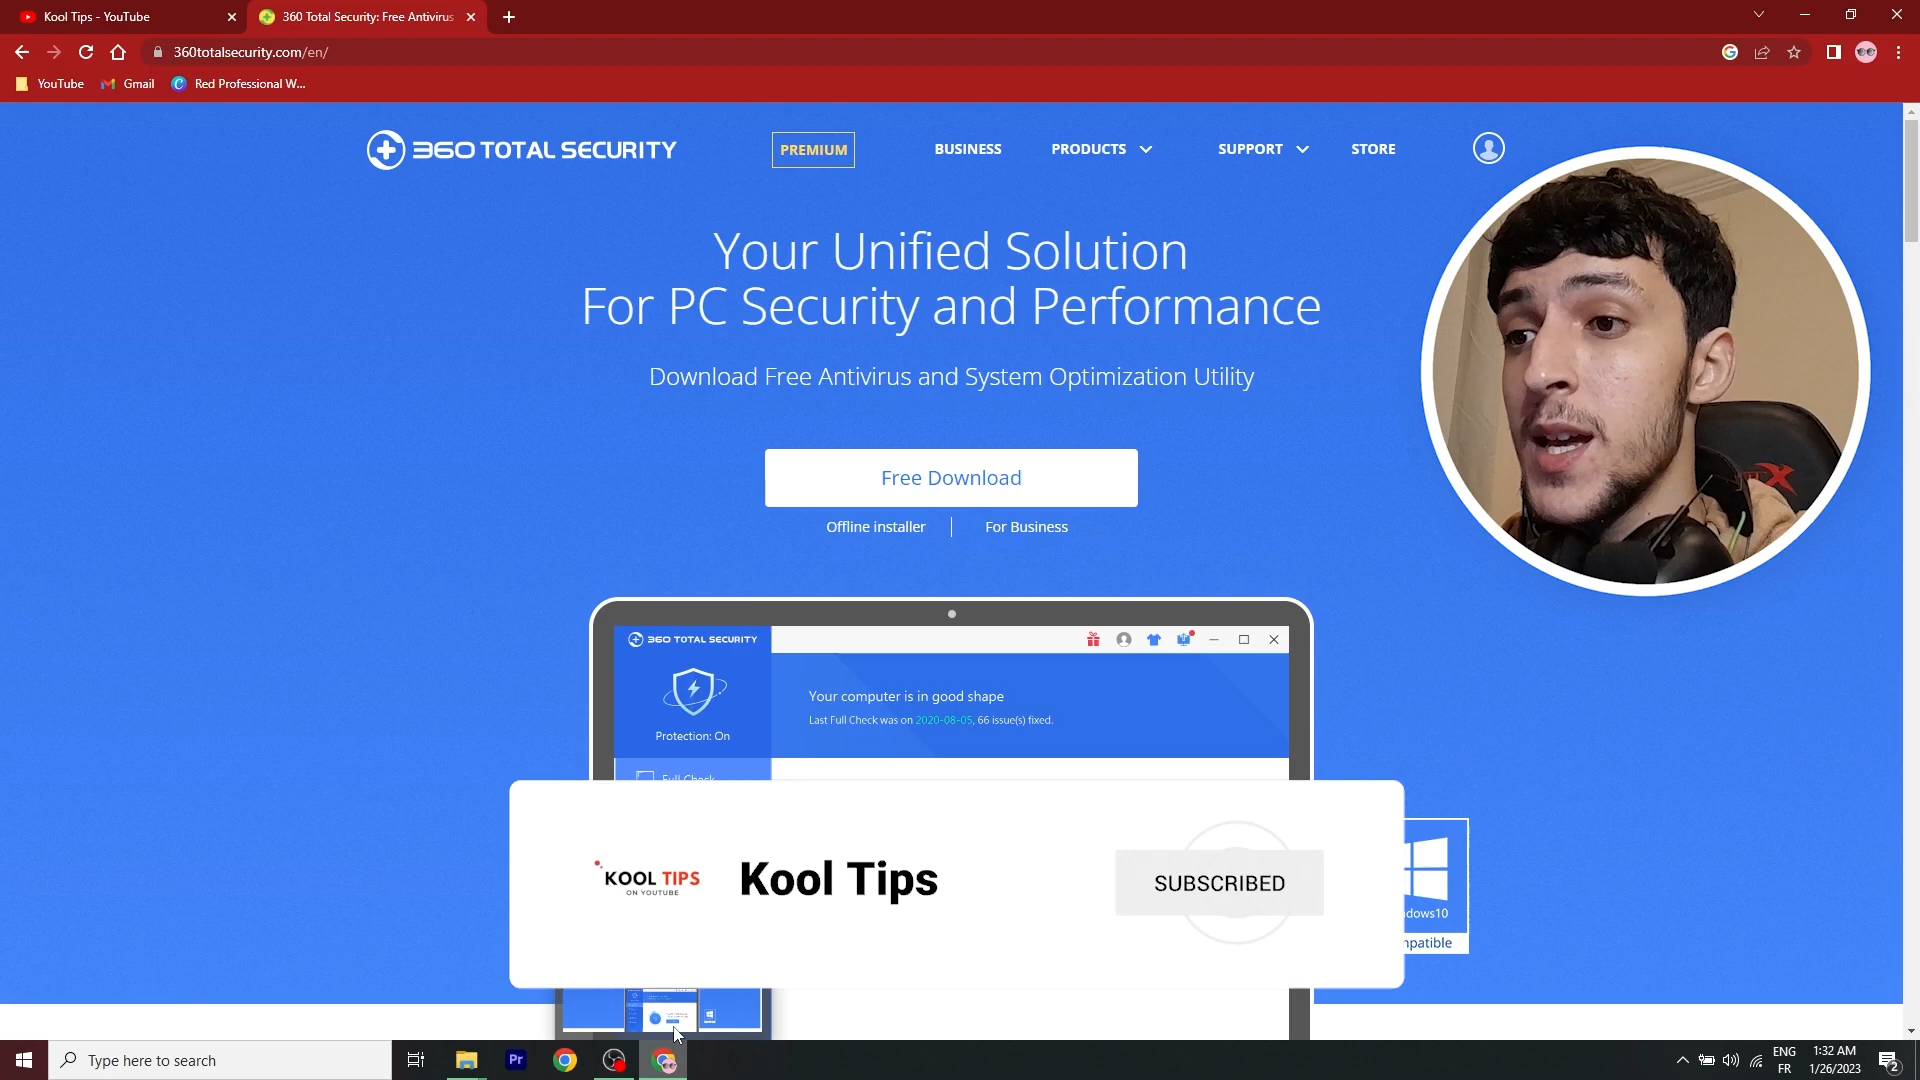 Kool Tips - YouTube
360 Total Security: Free Antivirus
360totalsecurity.com/en/
YouTube
Gmail
Red Professional W...
360 TOTAL SECURITY
PREMIUM
BUSINESS
PRODUCTS
SUPPORT
STORE
Your Unified Solution
For PC Security and Performance
Download Free Antivirus and System Optimization Utility
Free Download
Offline installer
For Business
360 TOTAL SECURITY
Your computer is in good shape
Last Full Check was on 2020-08-05, 66 issue(s) fixed.
Protection: On
Full Check
KOOL TIPS
ON YOUTUBE
Kool Tips
SUBSCRIBED
dows10
npatible
Type here to search
Pr
ENG
FR
1:32 AM
1/26/2023
2